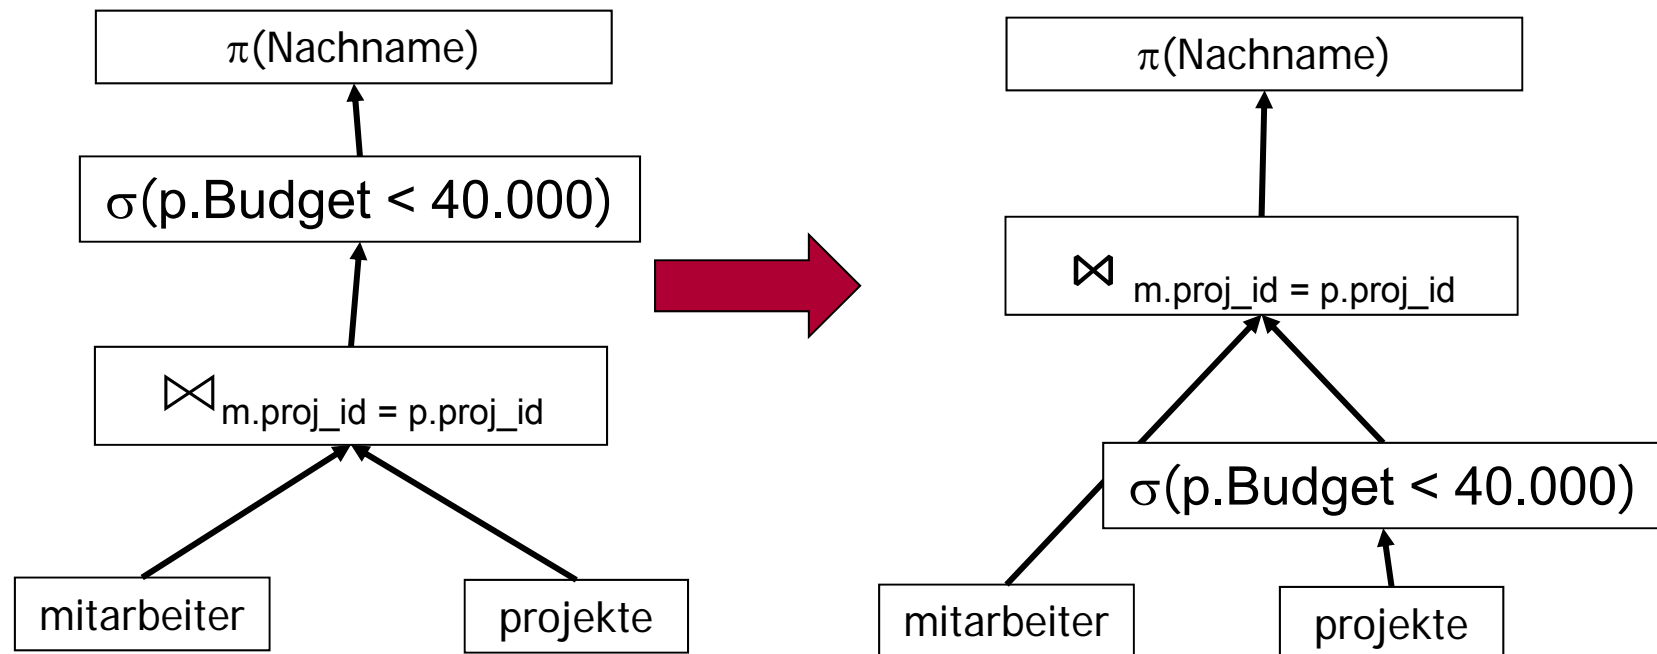 π(Nachname)
σ(p.Budget < 40.000)
⋈ m.proj_id = p.proj_id
mitarbeiter
projekte
π(Nachname)
⋈ m.proj_id = p.proj_id
σ(p.Budget < 40.000)
mitarbeiter
projekte